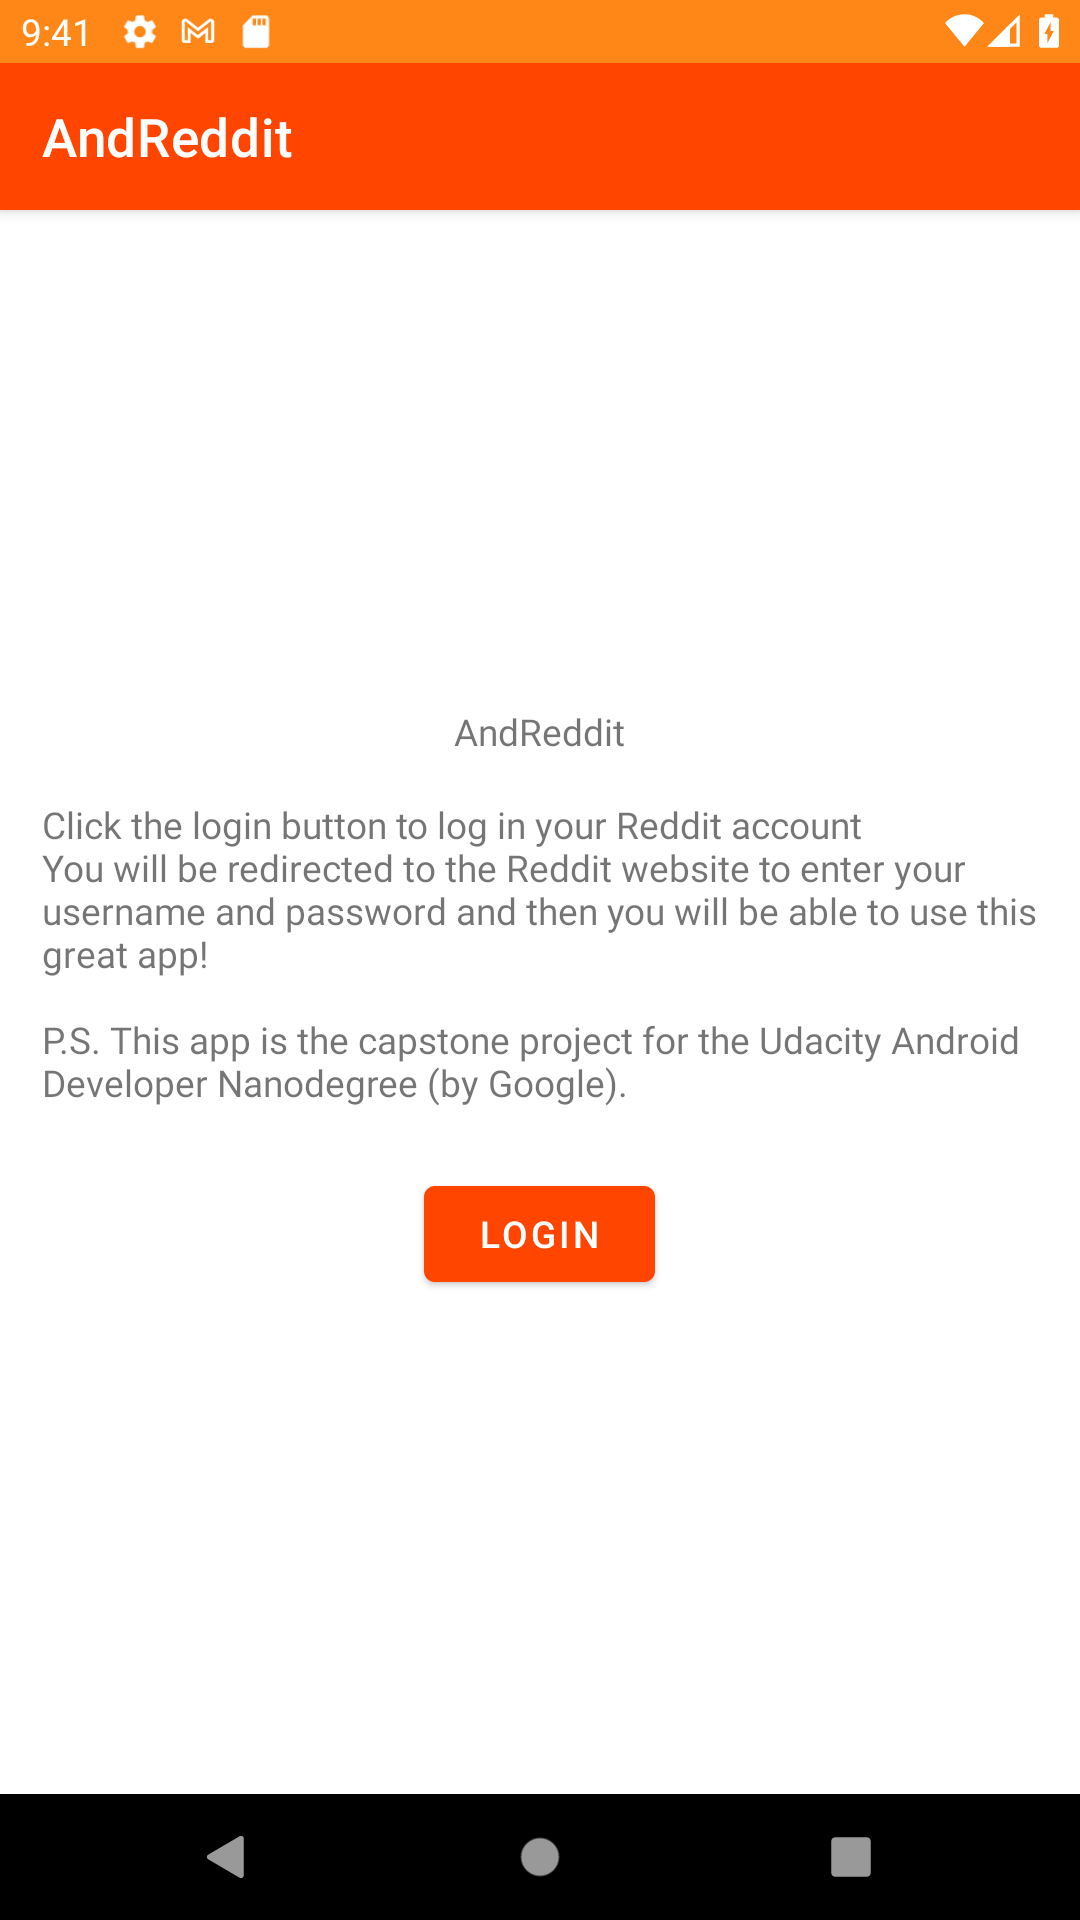 9:41
AndReddit
AndReddit
Click the login button to log in your Reddit account
You will be redirected to the Reddit website to enter your
username and password and then you will be able to use this
great app!
P.S. This app is the capstone project for the Udacity Android
Developer Nanodegree (by Google).
LOGIN